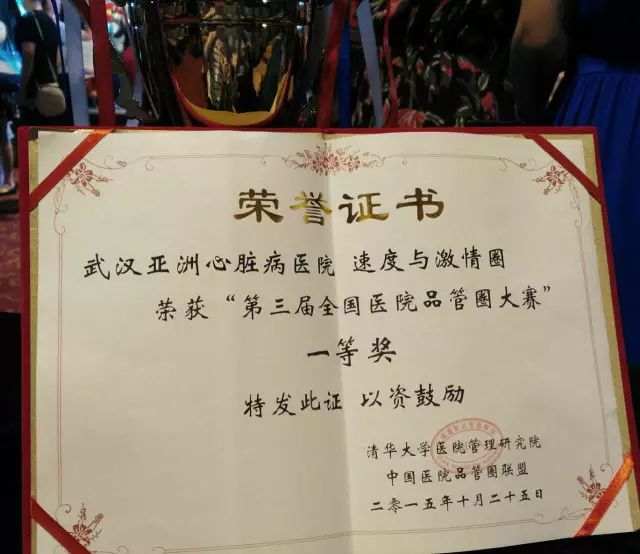 荣誉证书
武汉亚洲心脏病医院 速度与激情圈
荣获“第三届全国医院品管圈大赛”
一等奖
特发此证 以资鼓励
清华大学医院管理研究院
中国医院品管圈联盟
二零一五年十月二十五日